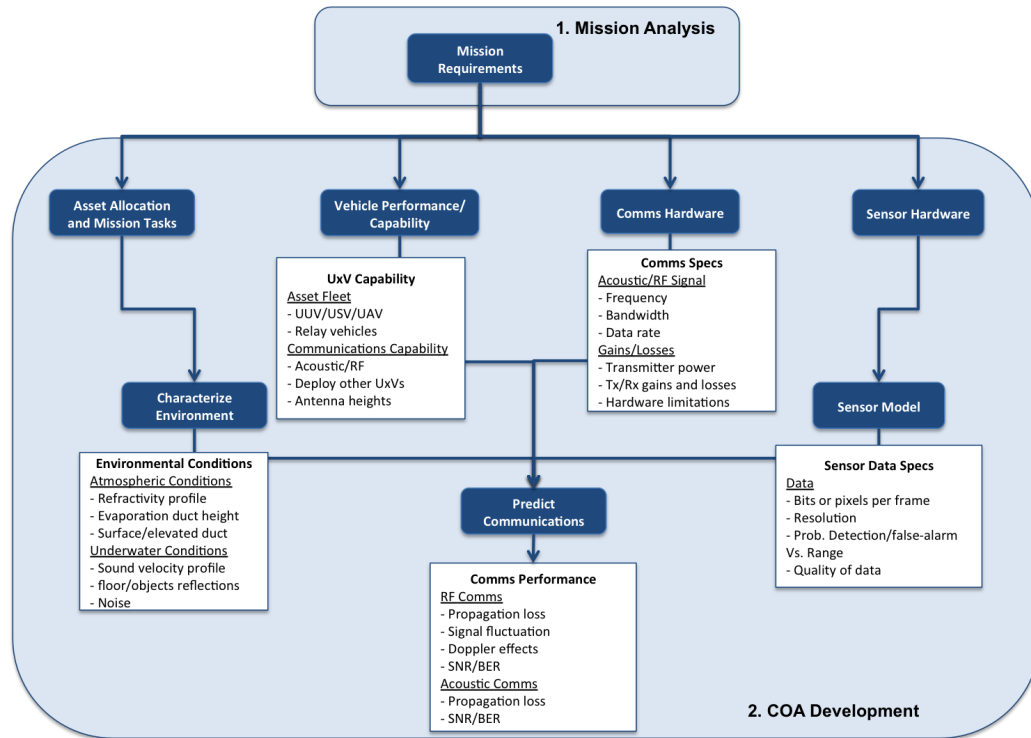 1. Mission Analysis
Mission
Requirements
Asset Allocation
and Mission Tasks
Vehicle Performance/
Capability
Comms Hardware
Sensor Hardware
UxV Capability
Asset Fleet
- UUV/USV/UAV
- Relay vehicles
Communications Capability
- Acoustic/RF
- Deploy other UxVs
- Antenna heights
Comms Specs
Acoustic/RF Signal
- Frequency
- Bandwidth
- Data rate
Gains/Losses
- Transmitter power
- Tx/Rx gains and losses
- Hardware limitations
Characterize
Environment
Sensor Model
Environmental Conditions
Atmospheric Conditions
- Refractivity profile
- Evaporation duct height
- Surface/elevated duct
Underwater Conditions
- Sound velocity profile
- floor/objects reflections
- Noise
Predict
Communications
Sensor Data Specs
Data
- Bits or pixels per frame
- Resolution
- Prob. Detection/false-alarm
Vs. Range
- Quality of data
Comms Performance
RF Comms
- Propagation loss
- Signal fluctuation
- Doppler effects
- SNR/BER
Acoustic Comms
- Propagation loss
- SNR/BER
2. COA Development